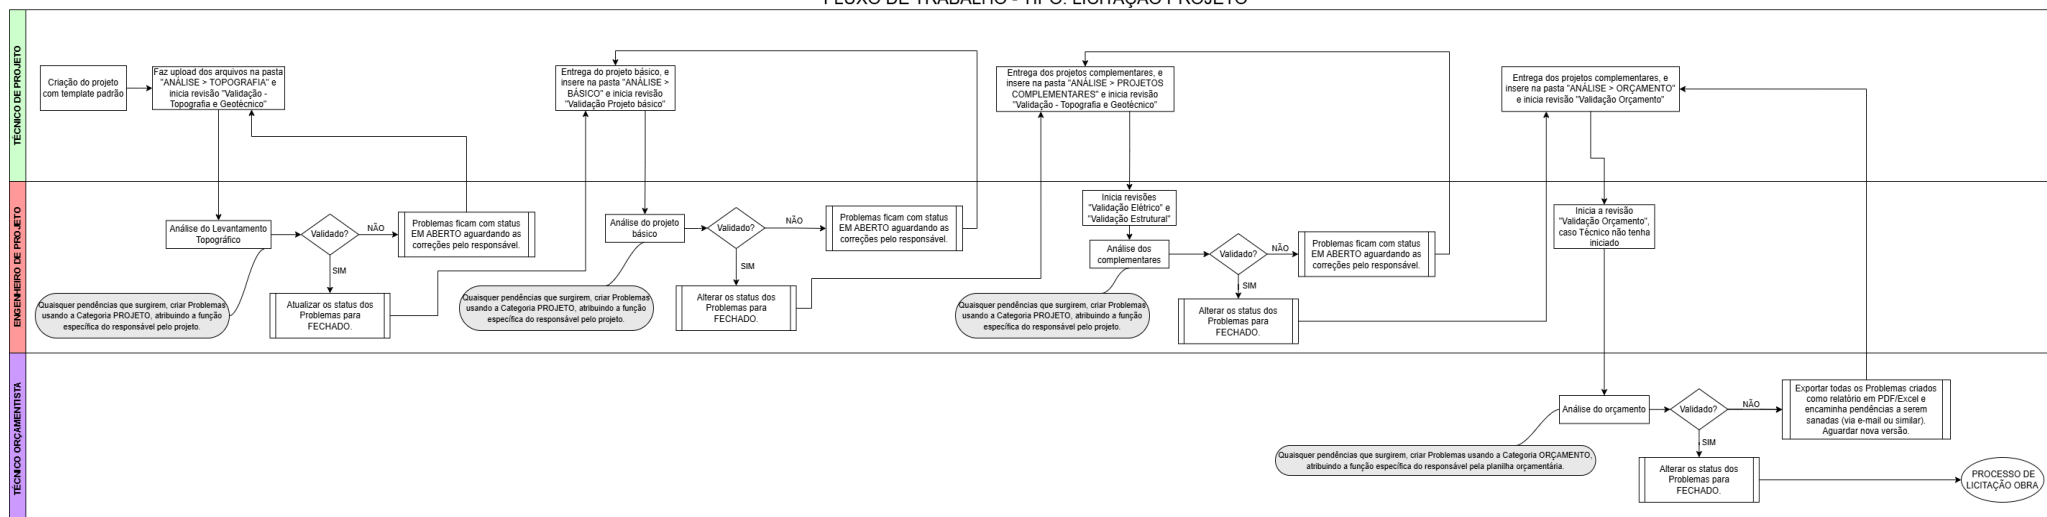 FLUXO DE TRABALHO - TIPO: LICITAÇÃO PROJETO
TÉCNICO DE PROJETO
Criação do projeto
com template padrão
Faz upload dos arquivos na pasta
"ANÁLISE > TOPOGRAFIA" e
inicia revisão "Validação -
Topografia e Geotécnico"
Entrega do projeto básico, e
insere na pasta "ANÁLISE >
BÁSICO" e inicia revisão
"Validação Projeto básico"
Entrega dos projetos complementares, e
insere na pasta "ANÁLISE > PROJETOS
COMPLEMENTARES" e inicia revisão
"Validação - Topografia e Geotécnico"
Entrega dos projetos complementares, e
insere na pasta "ANÁLISE > ORÇAMENTO"
e inicia revisão "Validação Orçamento"
ENGENHEIRO DE PROJETO
Análise do Levantamento
Topográfico
Validado?
NÃO
Problemas ficam com status
EM ABERTO aguardando as
correções pelo responsável.
SIM
Atualizar os status dos
Problemas para
FECHADO.
Quaisquer pendências que surgirem, criar Problemas
usando a Categoria PROJETO, atribuindo a função
específica do responsável pelo projeto.
Análise do projeto
básico
Validado?
NÃO
Problemas ficam com status
EM ABERTO aguardando as
correções pelo responsável.
SIM
Alterar os status dos
Problemas para
FECHADO.
Quaisquer pendências que surgirem, criar Problemas
usando a Categoria PROJETO, atribuindo a função
específica do responsável pelo projeto.
Inicia revisões
"Validação Elétrico" e
"Validação Estrutural"
Análise dos
complementares
Validado?
NÃO
Problemas ficam com status
EM ABERTO aguardando as
correções pelo responsável.
SIM
Alterar os status dos
Problemas para
FECHADO.
Quaisquer pendências que surgirem, criar Problemas
usando a Categoria PROJETO, atribuindo a função
específica do responsável pelo projeto.
Inicia a revisão
"Validação Orçamento",
caso Técnico não tenha
iniciado
TÉCNICO ORÇAMENTISTA
Análise do orçamento
Validado?
NÃO
Exportar todas os Problemas criados
como relatório em PDF/Excel e
encaminha pendências a serem
sanadas (via e-mail ou similar).
Aguardar nova versão.
SIM
Alterar os status dos
Problemas para
FECHADO.
Quaisquer pendências que surgirem, criar Problemas usando a Categoria ORÇAMENTO,
atribuindo a função específica do responsável pela planilha orçamentária.
PROCESSO DE
LICITAÇÃO OBRA